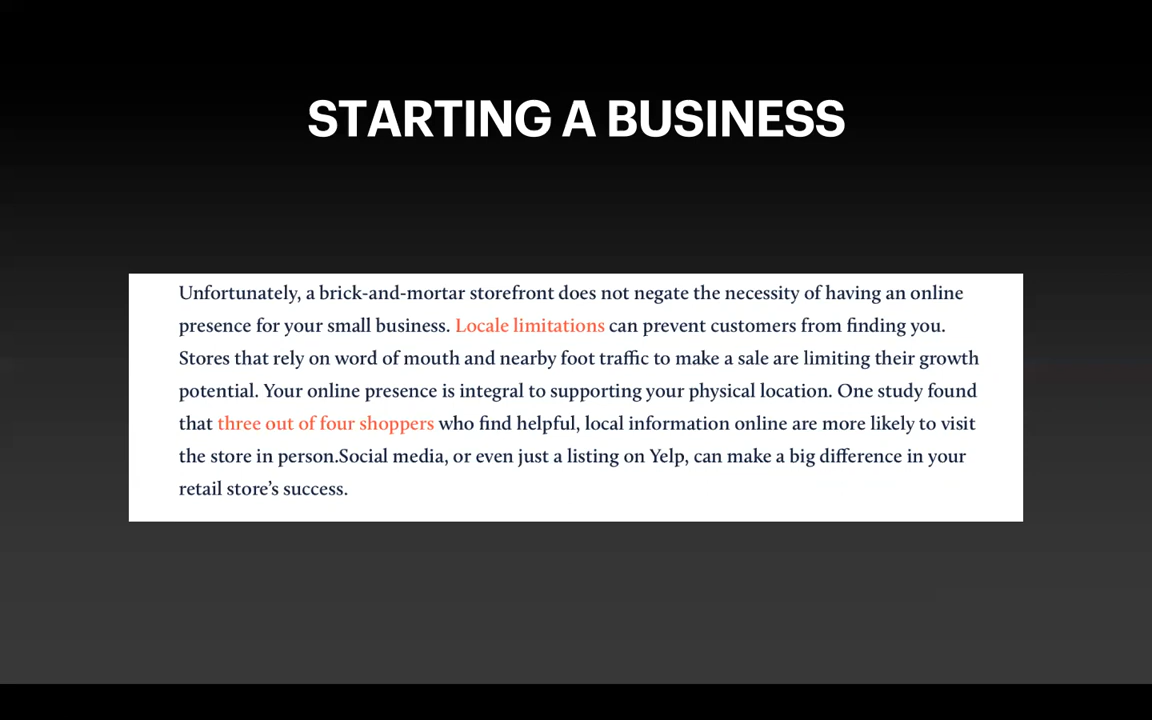 STARTING A BUSINESS
Unfortunately, a brick-and-mortar storefront does not negate the necessity of having an online
presence for your small business. Locale limitations can prevent customers from finding you.
Stores that rely on word of mouth and nearby foot traffic to make a sale are limiting their growth
potential. Your online presence is integral to supporting your physical location. One study found
that three out of four shoppers who find helpful, local information online are more likely to visit
the store in person.Social media, or even just a listing on Yelp, can make a big difference in your
retail store’s success.